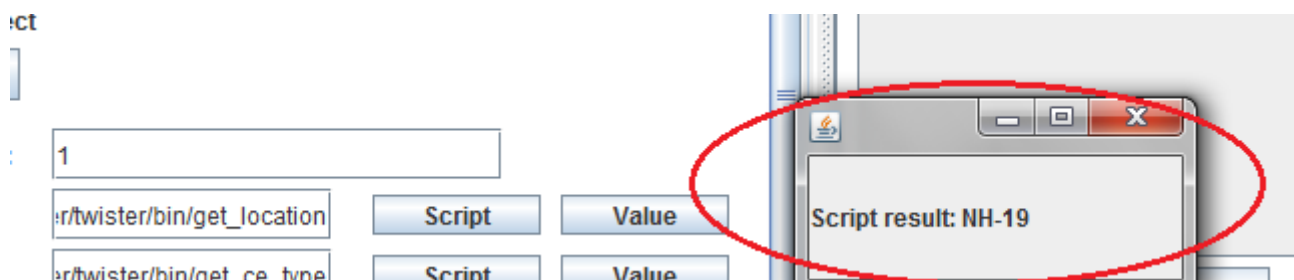 ect
:
1
er/twister/bin/get_location Script Value
Script result: NH-19
er/twister/bin/get_ce_type Script Value